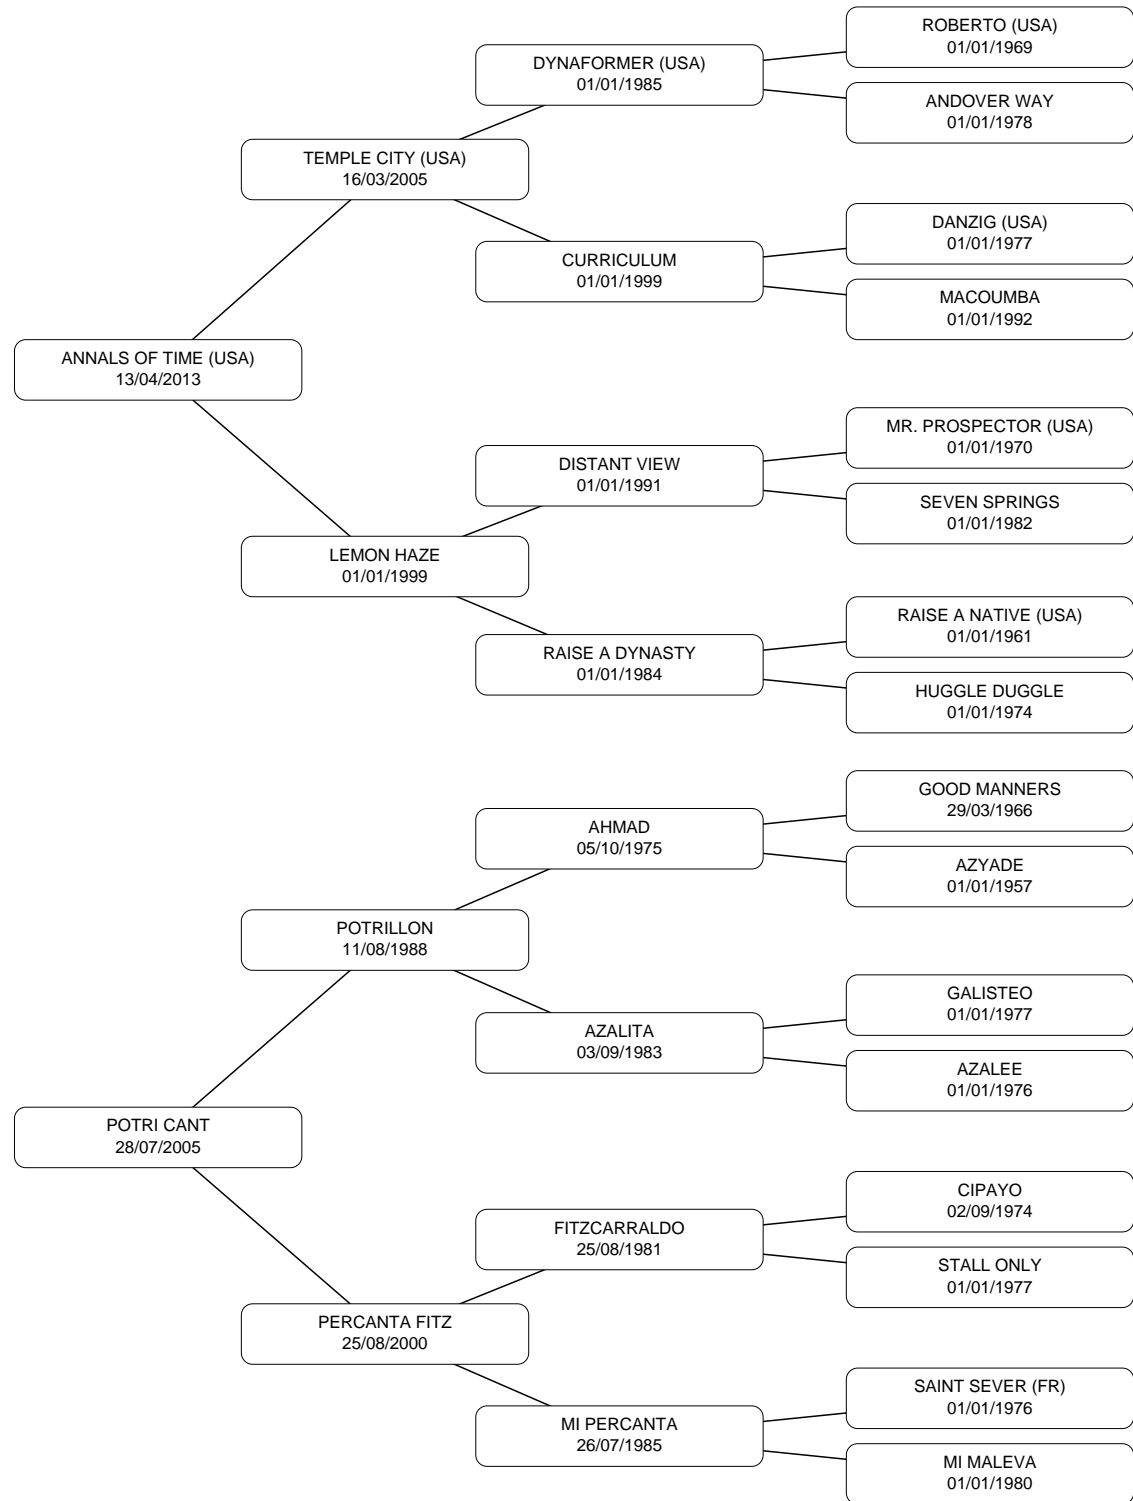 ROBERTO (USA)
01/01/1969
DYNAFORMER (USA)
01/01/1985
ANDOVER WAY
01/01/1978
TEMPLE CITY (USA)
16/03/2005
DANZIG (USA)
01/01/1977
CURRICULUM
01/01/1999
MACOUMBA
01/01/1992
ANNALS OF TIME (USA)
13/04/2013
MR. PROSPECTOR (USA)
01/01/1970
DISTANT VIEW
01/01/1991
SEVEN SPRINGS
01/01/1982
LEMON HAZE
01/01/1999
RAISE A NATIVE (USA)
01/01/1961
RAISE A DYNASTY
01/01/1984
HUGGLE DUGGLE
01/01/1974
GOOD MANNERS
29/03/1966
AHMAD
05/10/1975
AZYADE
01/01/1957
POTRILLON
11/08/1988
GALISTEO
01/01/1977
AZALITA
03/09/1983
AZALEE
01/01/1976
POTRI CANT
28/07/2005
CIPAYO
02/09/1974
FITZCARRALDO
25/08/1981
STALL ONLY
01/01/1977
PERCANTA FITZ
25/08/2000
SAINT SEVER (FR)
01/01/1976
MI PERCANTA
26/07/1985
MI MALEVA
01/01/1980